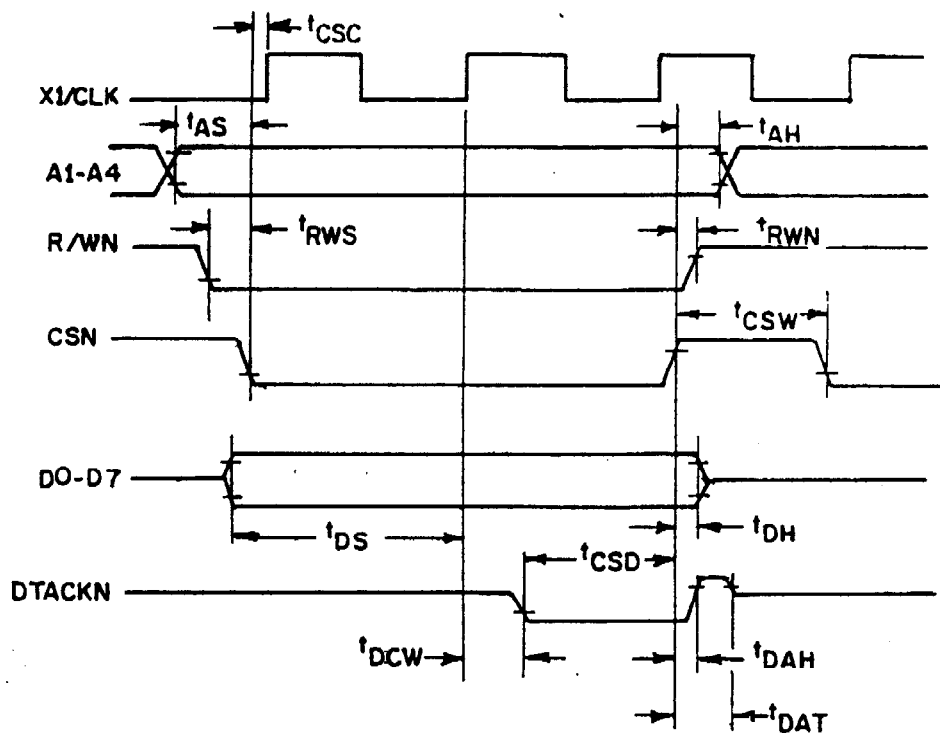 tCSC
X1/CLK
tAS
tAH
A1-A4
R/WN
tRWS
tRWN
CSN
tCSW
D0-D7
tDS
tDH
tCSD
DTACKN
tDCW
tDAH
tDAT